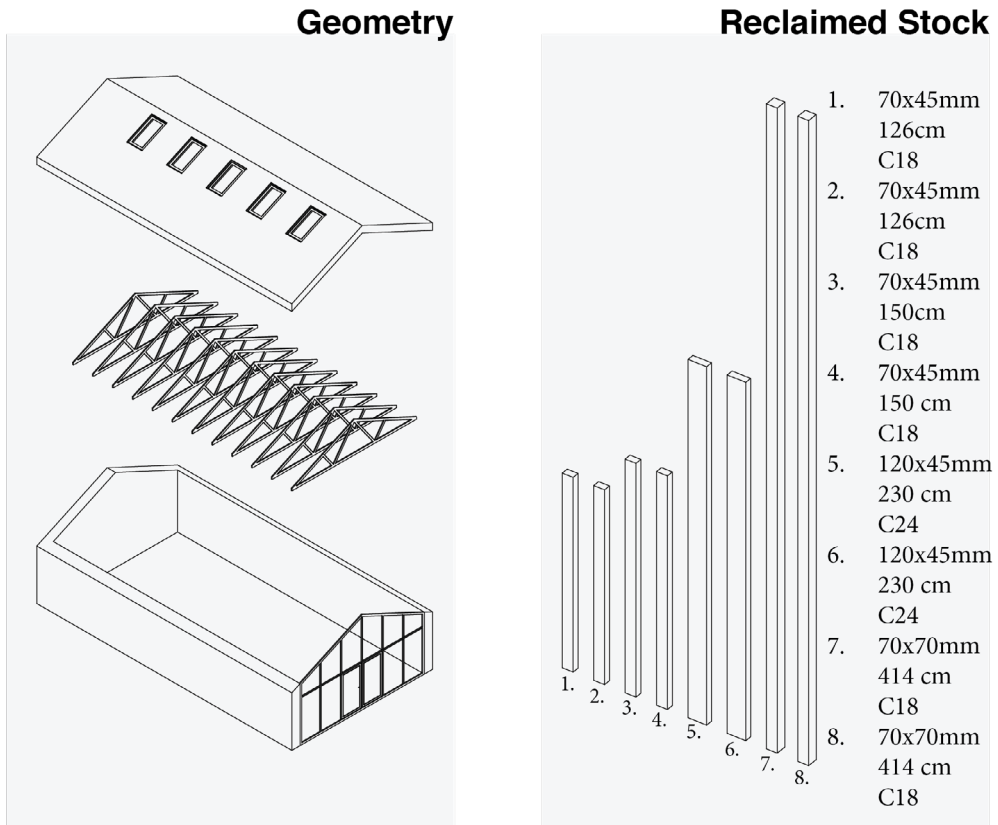 Geometry
Reclaimed Stock
1. 70x45mm
126cm
C18
2. 70x45mm
126cm
C18
3. 70x45mm
150cm
C18
4. 70x45mm
150 cm
C18
5. 120x45mm
230 cm
C24
6. 120x45mm
230 cm
C24
7. 70x70mm
414 cm
C18
8. 70x70mm
414 cm
C18
1.
2.
3.
4.
5.
6.
7.
8.